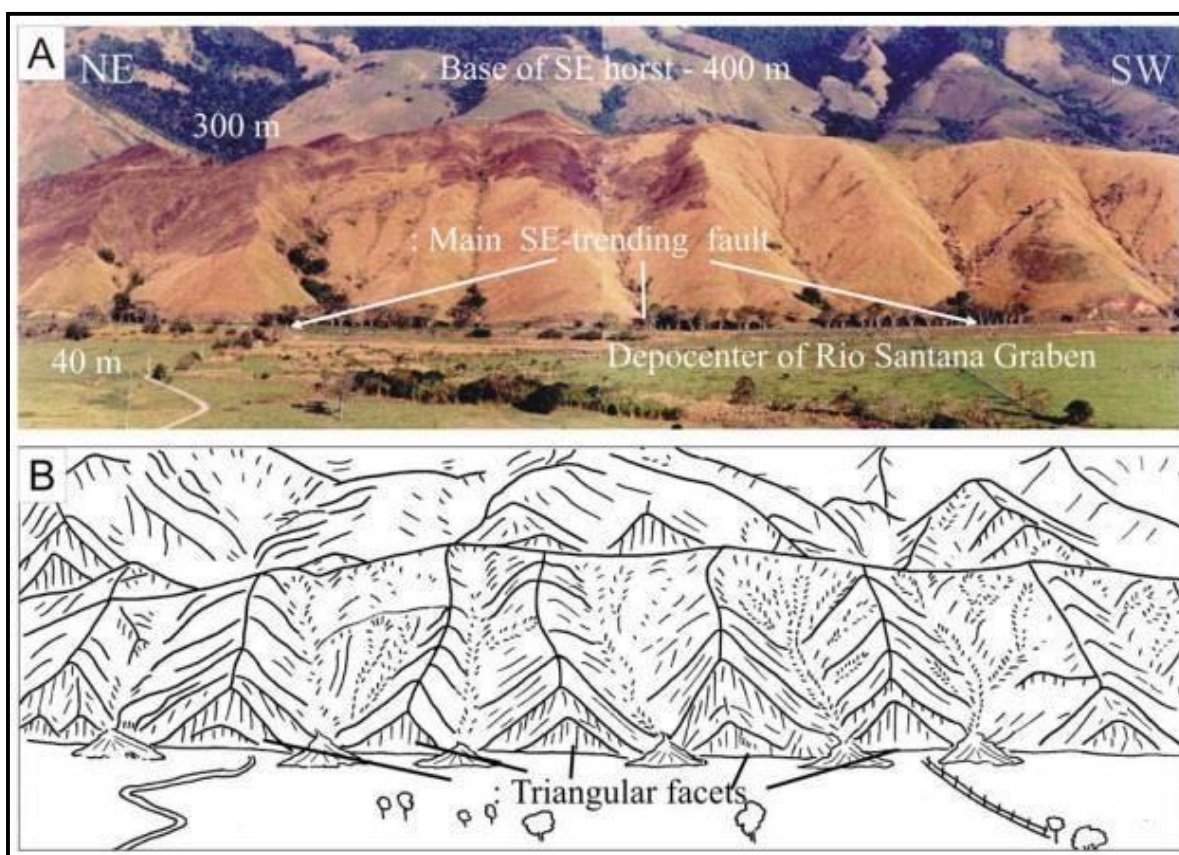 A
NE
Base of SE horst - 400 m
SW
300 m
: Main SE-trending fault
40 m
Depocenter of Rio Santana Graben
B
: Triangular facets